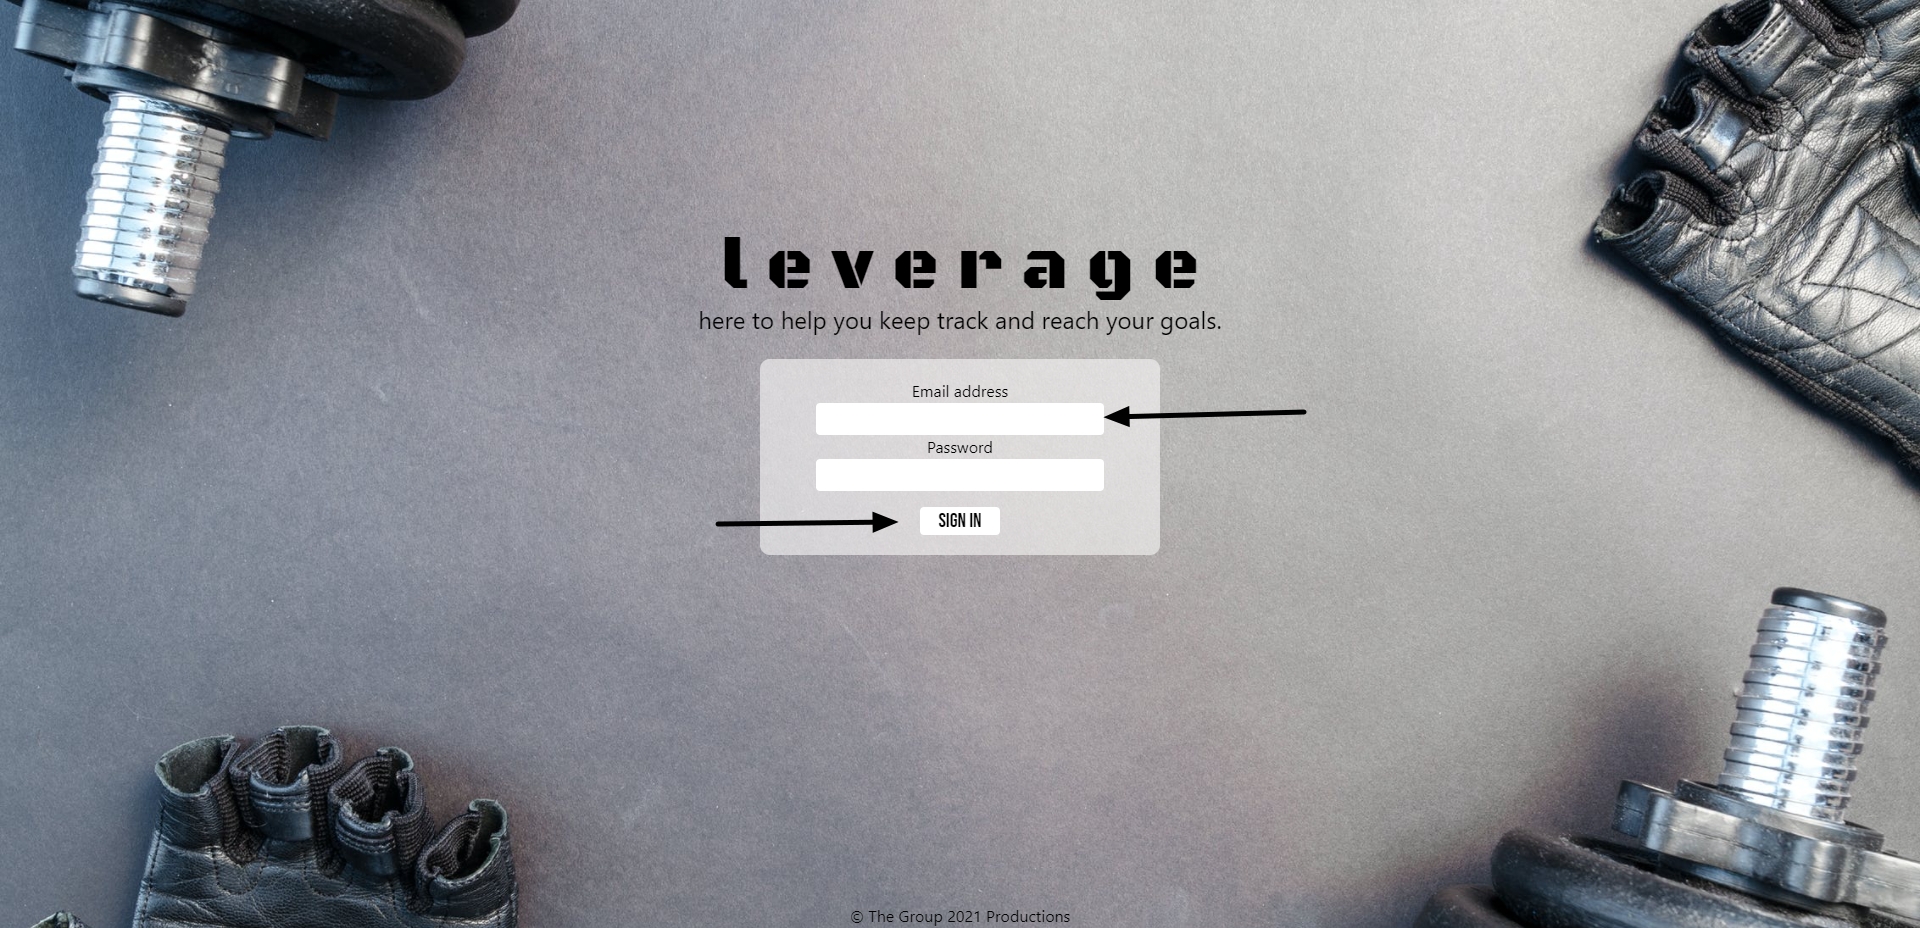 leverage
here to help you keep track and reach your goals.
Email address
Password
SIGN IN
© The Group 2021 Productions